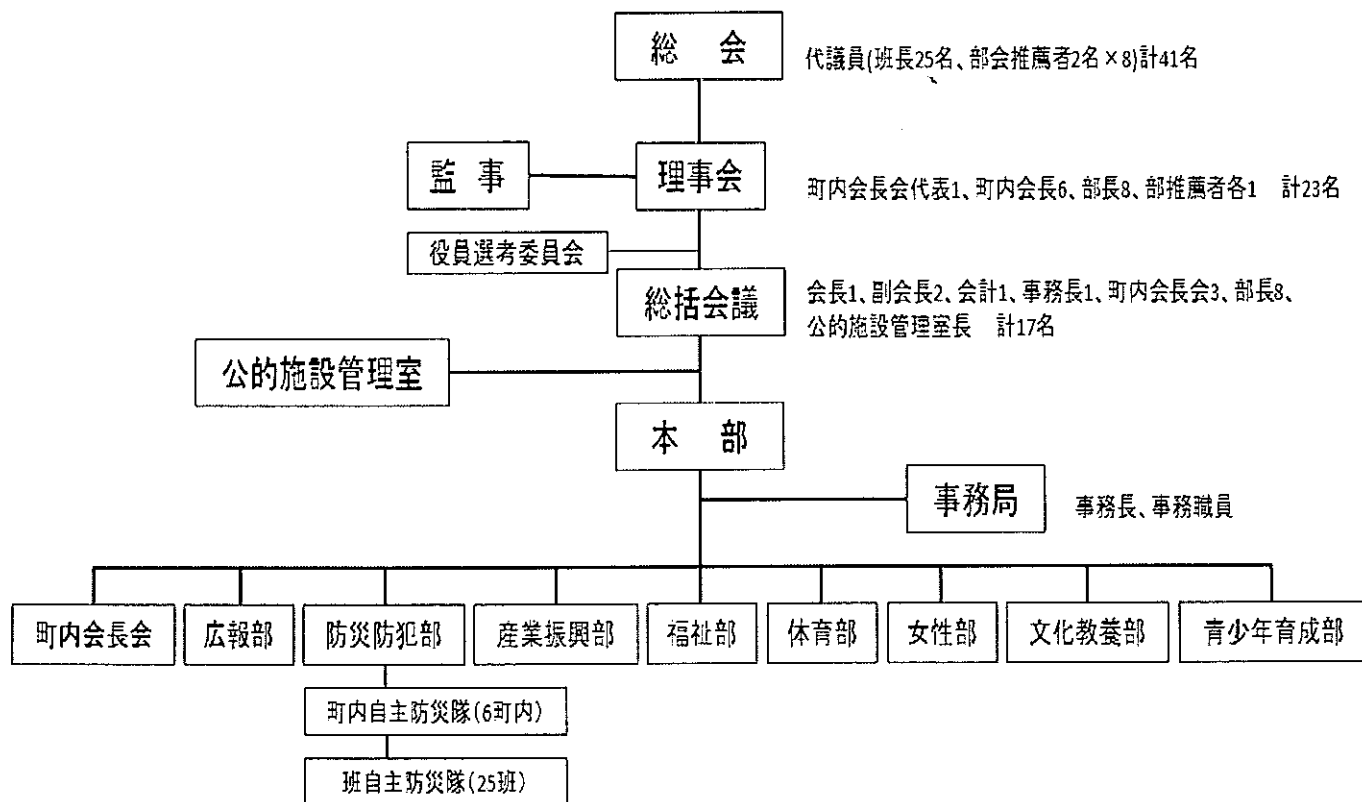 総 会
代議員(班長25名、部会推薦者2名×8)計41名
監 事
理事会
町内会長会代表1、町内会長6、部長8、部推薦者各1 計23名
役員選考委員会
総括会議
会長1、副会長2、会計1、事務長1、町内会長会3、部長8、
公的施設管理室長 計17名
公的施設管理室
本 部
事務局
事務長、事務職員
町内会長会
広報部
防災防犯部
産業振興部
福祉部
体育部
女性部
文化教養部
青少年育成部
町内自主防災隊(6町内)
班自主防災隊(25班)